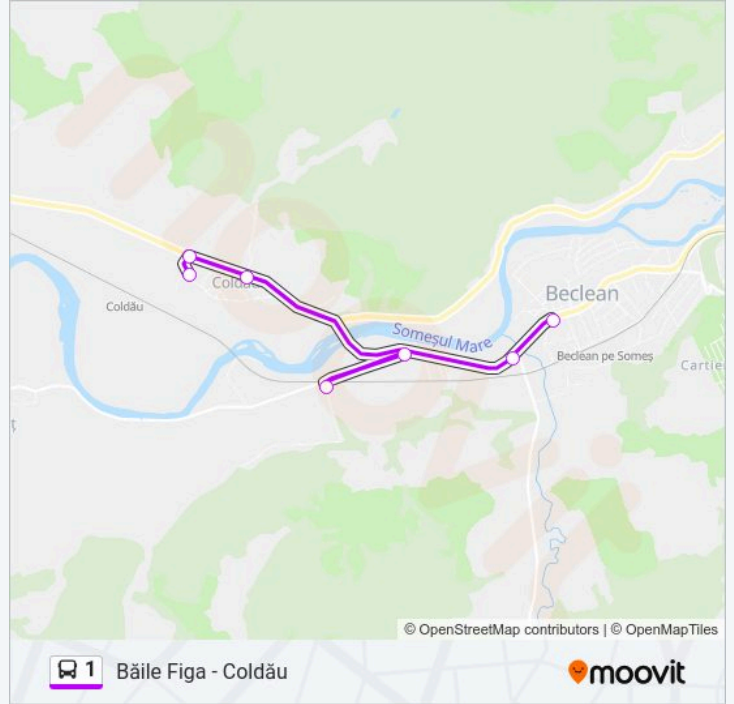 Coldău
Coldău
Beclean
Someșul Mare
Beclean pe Someș
Cartie
ț
© OpenStreetMap contributors | © OpenMapTiles
1 Băile Figa - Coldău
moovit